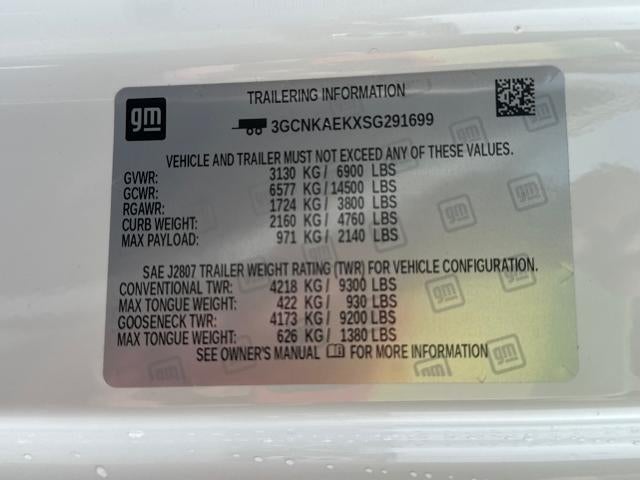 gm
TRAILERING INFORMATION
3GCNKAEKXSG291699
VEHICLE AND TRAILER MUST NOT EXCEED ANY OF THESE VALUES.
GVWR: 3130 KG / 6900 LBS
GCWR: 6577 KG / 14500 LBS
RGAWR: 1724 KG / 3800 LBS
CURB WEIGHT: 2160 KG / 4760 LBS
MAX PAYLOAD: 971 KG / 2140 LBS
SAE J2807 TRAILER WEIGHT RATING (TWR) FOR VEHICLE CONFIGURATION.
CONVENTIONAL TWR: 4218 KG / 9300 LBS
MAX TONGUE WEIGHT: 422 KG / 930 LBS
GOOSENECK TWR: 4173 KG / 9200 LBS
MAX TONGUE WEIGHT: 626 KG / 1380 LBS
SEE OWNER'S MANUAL FOR MORE INFORMATION